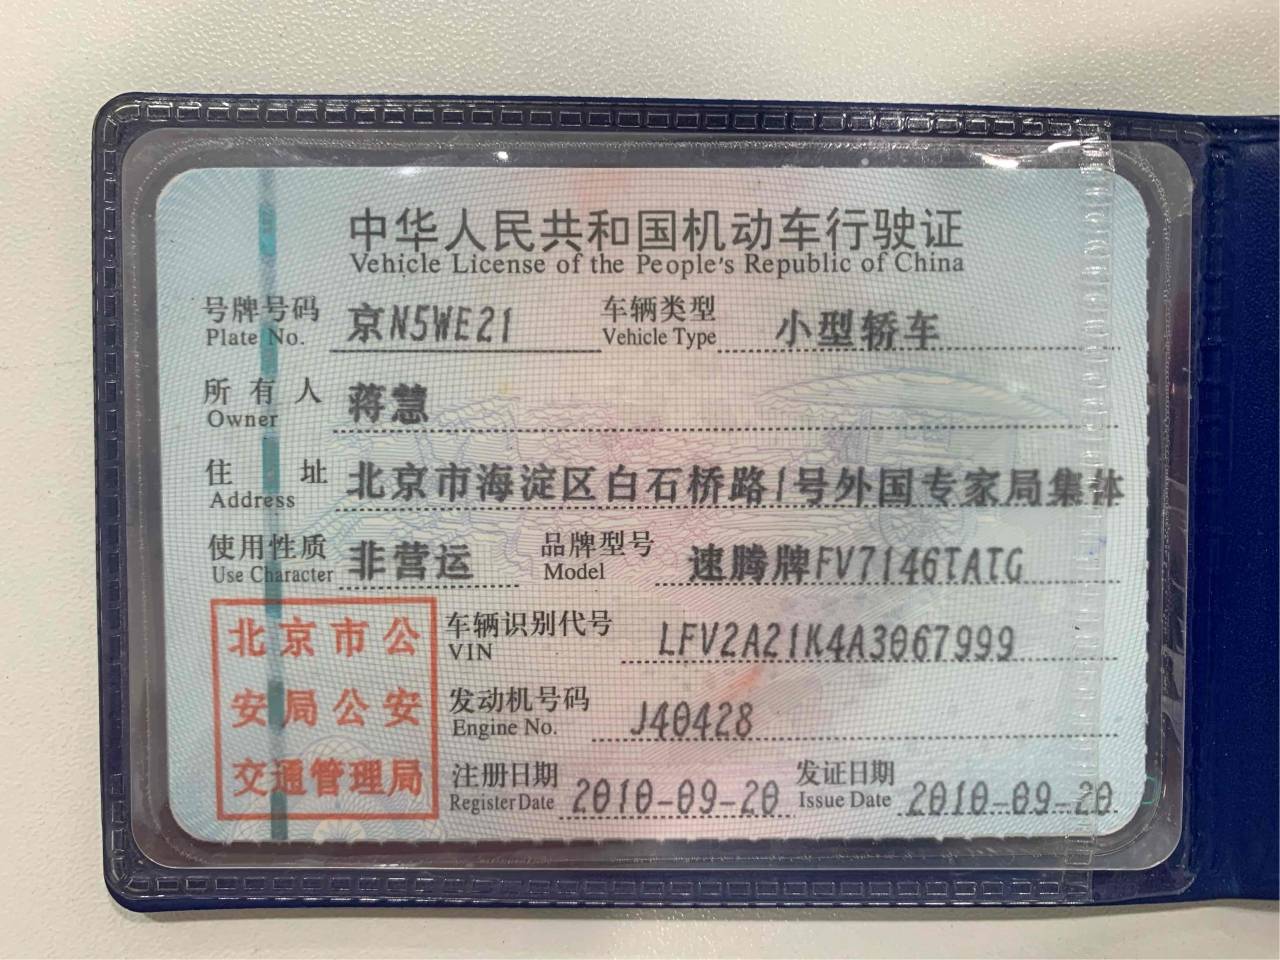 中华人民共和国机动车行驶证
Vehicle License of the People's Republic of China
号牌号码 京N5WE21 车辆类型 小型轿车
Plate No. Vehicle Type
所有人 蒋慧
Owner
住址 北京市海淀区白石桥路1号外国专家局集体
Address
使用性质 非营运 品牌型号 速腾牌FV7146TATG
Use Character Model
北京市公
安局公安
交通管理局
车辆识别代号 LFV2A21K4A3067999
VIN
发动机号码 J40428
Engine No.
注册日期 2010-09-20 发证日期 2010-09-20
Register Date Issue Date